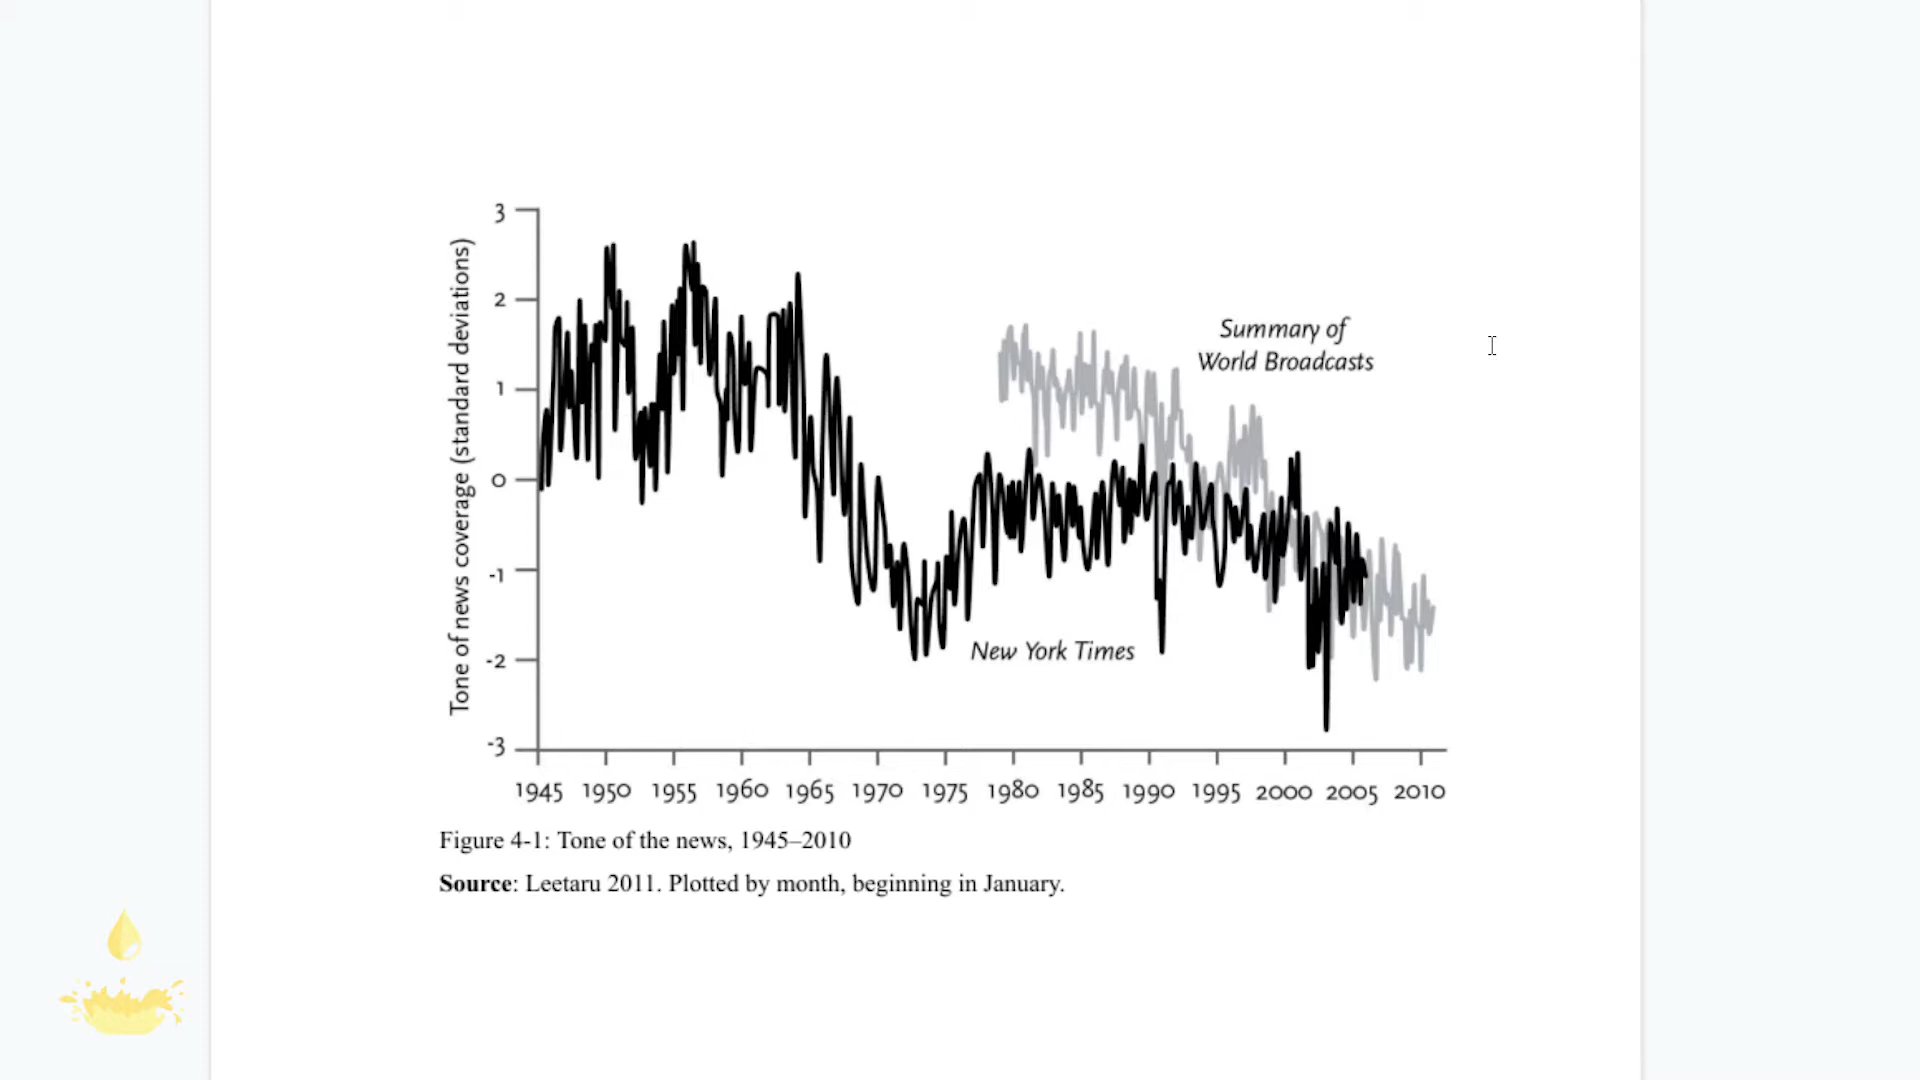 3
2
1
0
-1
-2
-3
Tone of news coverage (standard deviations)
Summary of
World Broadcasts
New York Times
1945 1950 1955 1960 1965 1970 1975 1980 1985 1990 1995 2000 2005 2010
Figure 4-1: Tone of the news, 1945–2010
Source: Leetaru 2011. Plotted by month, beginning in January.